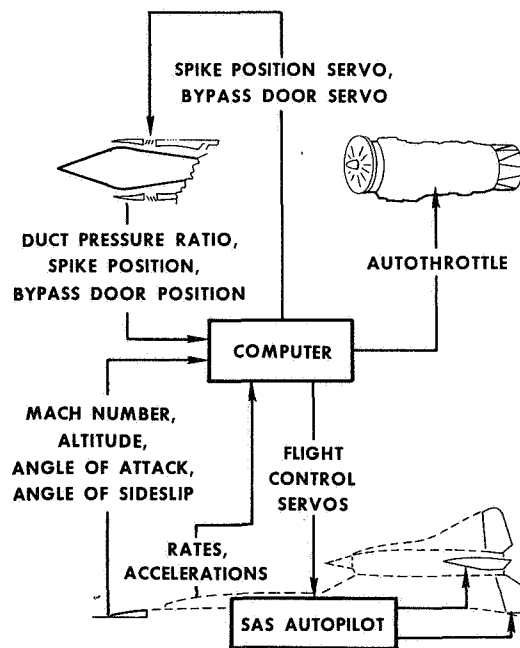 SPIKE POSITION SERVO,
BYPASS DOOR SERVO
DUCT PRESSURE RATIO,
SPIKE POSITION,
BYPASS DOOR POSITION
AUTOTHROTTLE
COMPUTER
MACH NUMBER,
ALTITUDE,
ANGLE OF ATTACK,
ANGLE OF SIDESLIP
FLIGHT
CONTROL
SERVOS
RATES,
ACCELERATIONS
SAS AUTOPILOT